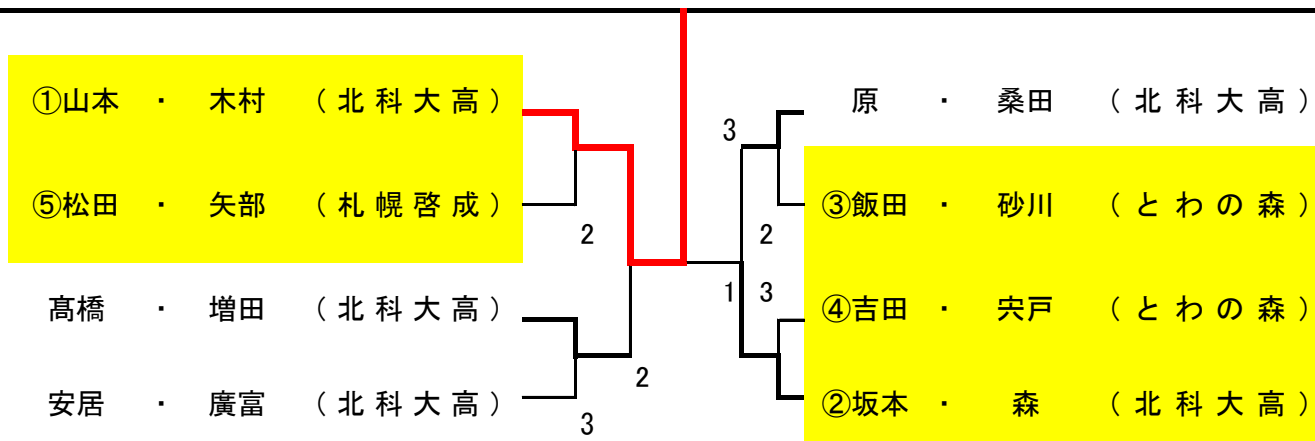 ①山本 ・ 木村 (北科大高)
⑤松田 ・ 矢部 (札幌啓成)
2
髙橋 ・ 増田 (北科大高)
2
安居 ・ 廣富 (北科大高)
3
原 ・ 桑田 (北科大高)
3
③飯田 ・ 砂川 (とわの森)
2
1 3
④吉田 ・ 宍戸 (とわの森)
②坂本 ・ 森 (北科大高)